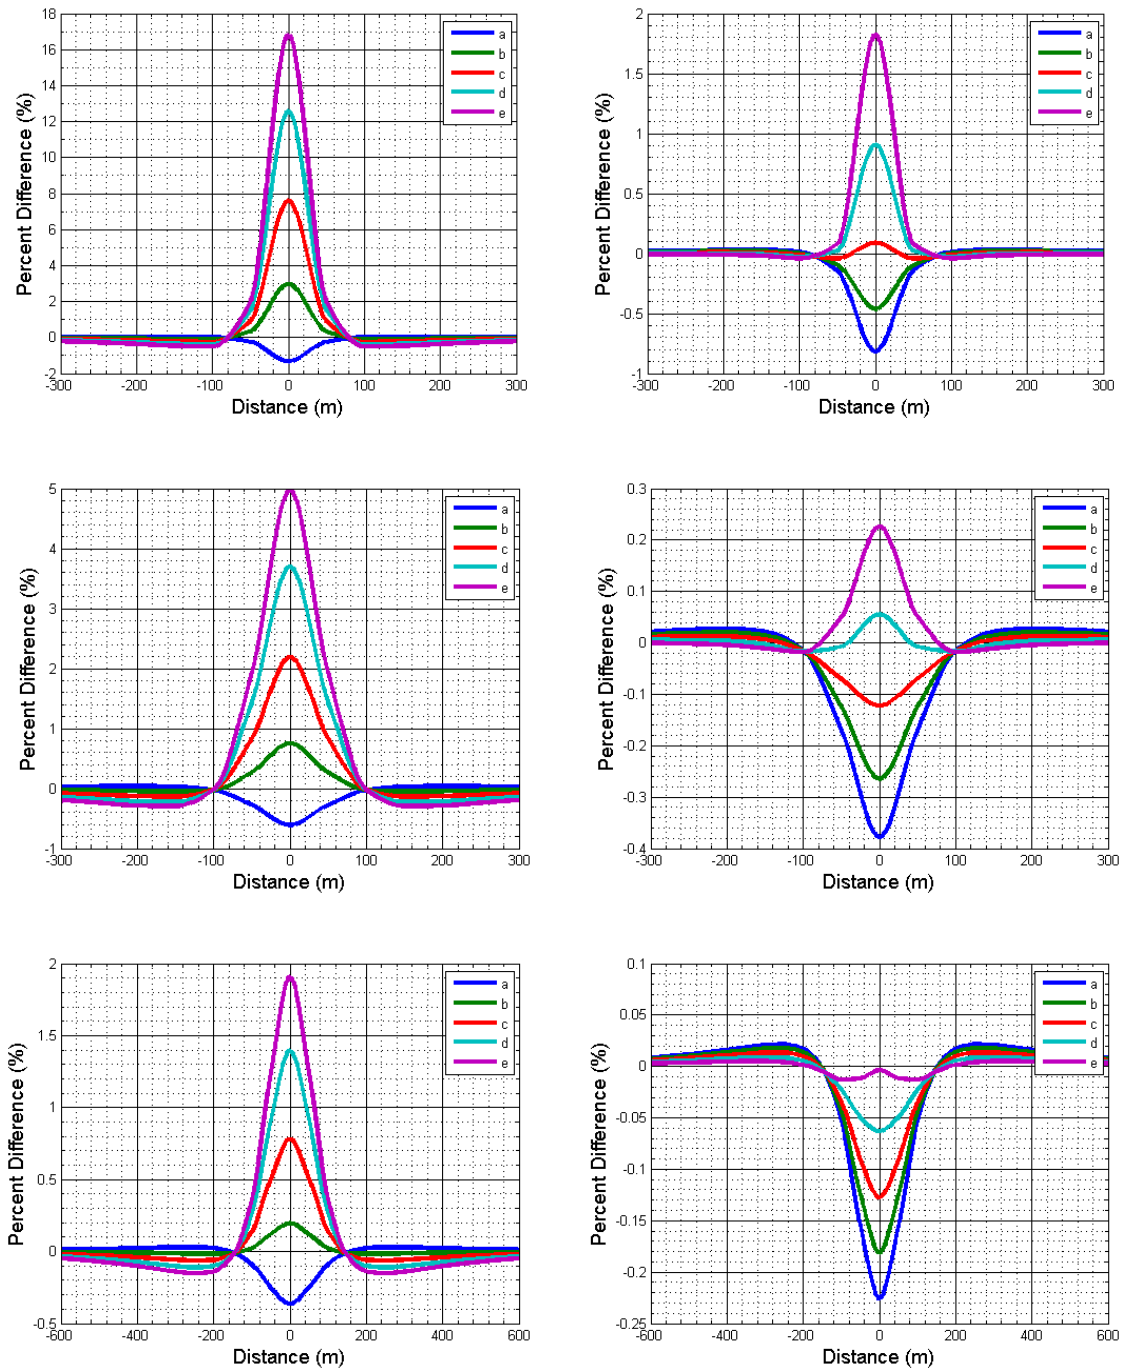 18
16
14
12
10
8
6
4
2
0
-2
-300 -200 -100 0 100 200 300
Percent Difference (%)
Distance (m)
a
b
c
d
e
2
1.5
1
0.5
0
-0.5
-1
-300 -200 -100 0 100 200 300
Percent Difference (%)
Distance (m)
a
b
c
d
e
5
4
3
2
1
0
-1
-300 -200 -100 0 100 200 300
Percent Difference (%)
Distance (m)
a
b
c
d
e
0.3
0.2
0.1
0
-0.1
-0.2
-0.3
-0.4
-300 -200 -100 0 100 200 300
Percent Difference (%)
Distance (m)
a
b
c
d
e
2
1.5
1
0.5
0
-0.5
-600 -400 -200 0 200 400 600
Percent Difference (%)
Distance (m)
a
b
c
d
e
0.1
0.05
0
-0.05
-0.1
-0.15
-0.2
-0.25
-600 -400 -200 0 200 400 600
Percent Difference (%)
Distance (m)
a
b
c
d
e